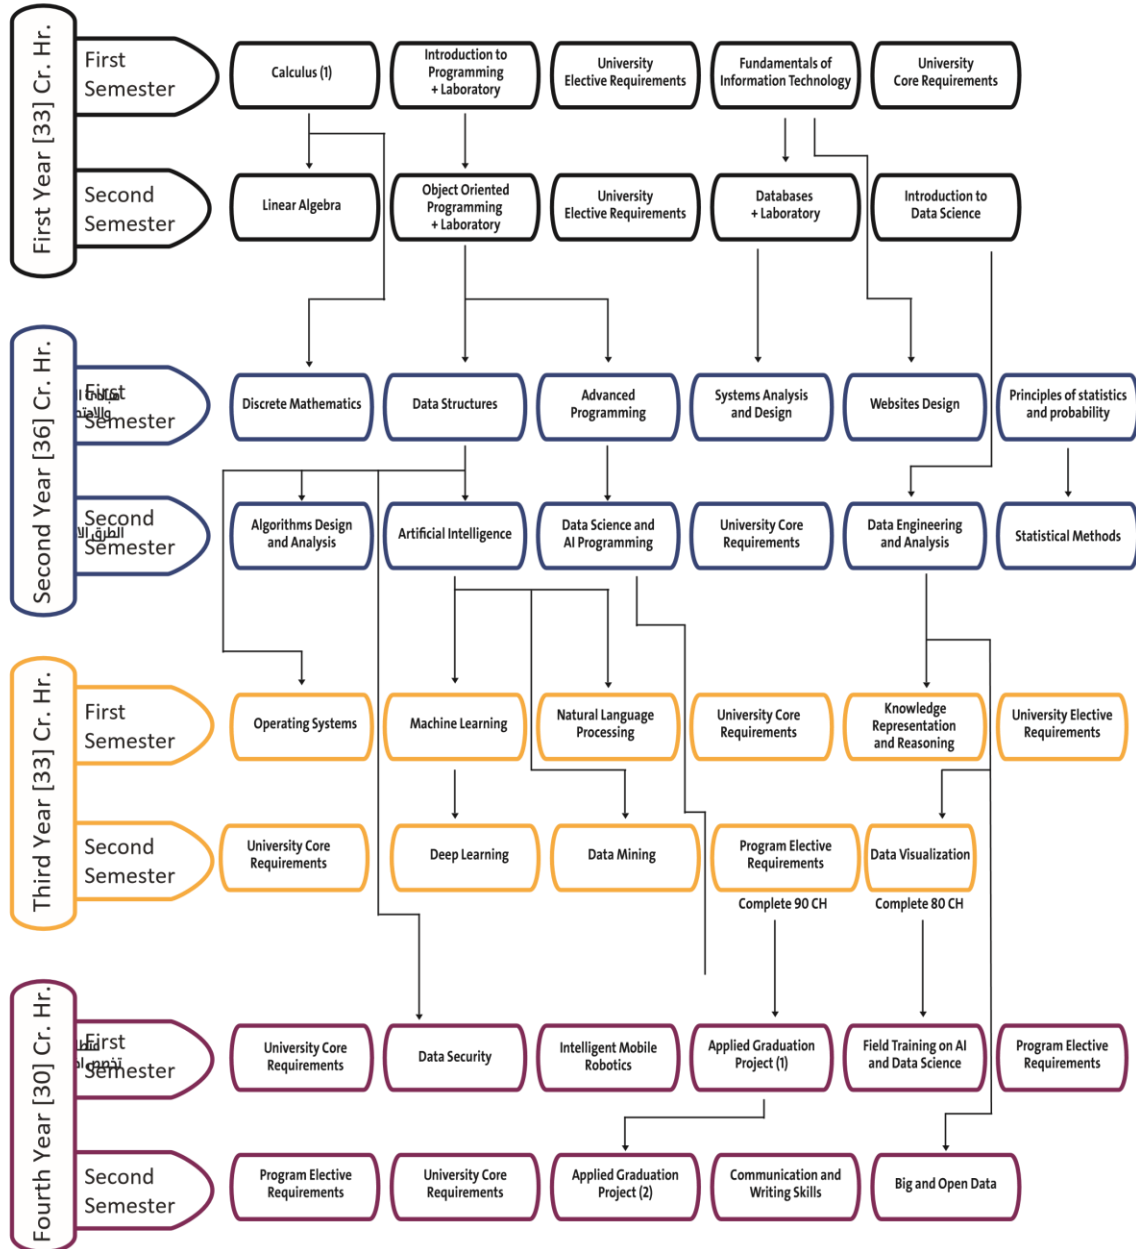 First Year [33] Cr. Hr.
First
Semester
Calculus (1)
Introduction to
Programming
+ Laboratory
University
Elective Requirements
Fundamentals of
Information Technology
University
Core Requirements
Second
Semester
Linear Algebra
Object Oriented
Programming
+ Laboratory
University
Elective Requirements
Databases
+ Laboratory
Introduction to
Data Science
Second Year [36] Cr. Hr.
First
Semester
Discrete Mathematics
Data Structures
Advanced
Programming
Systems Analysis
and Design
Websites Design
Principles of statistics
and probability
Second
Semester
الطرق الا
Algorithms Design
and Analysis
Artificial Intelligence
Data Science and
AI Programming
University Core
Requirements
Data Engineering
and Analysis
Statistical Methods
Third Year [33] Cr. Hr.
First
Semester
Operating Systems
Machine Learning
Natural Language
Processing
University Core
Requirements
Knowledge
Representation
and Reasoning
University Elective
Requirements
Second
Semester
University Core
Requirements
Deep Learning
Data Mining
Program Elective
Requirements
Data Visualization
Complete 90 CH
Complete 80 CH
Fourth Year [30] Cr. Hr.
First
Semester
University Core
Requirements
Data Security
Intelligent Mobile
Robotics
Applied Graduation
Project (1)
Field Training on AI
and Data Science
Program Elective
Requirements
Second
Semester
Program Elective
Requirements
University Core
Requirements
Applied Graduation
Project (2)
Communication and
Writing Skills
Big and Open Data